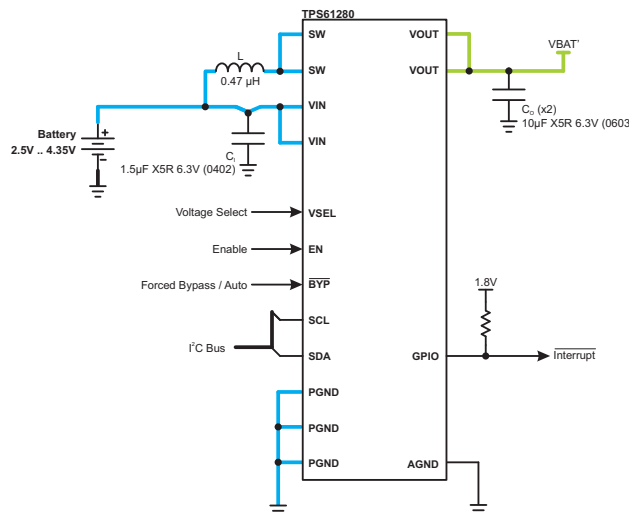 TPS61280
SW
VOUT
VBAT'
L
0.47 µH
SW
VOUT
VIN
C_O (x2)
10µF X5R 6.3V (0603
Battery
2.5V .. 4.35V
+
-
VIN
C_I
1.5µF X5R 6.3V (0402)
Voltage Select
VSEL
Enable
EN
Forced Bypass / Auto
BYP
1.8V
SCL
I²C Bus
SDA
GPIO
Interrupt
PGND
PGND
PGND
AGND